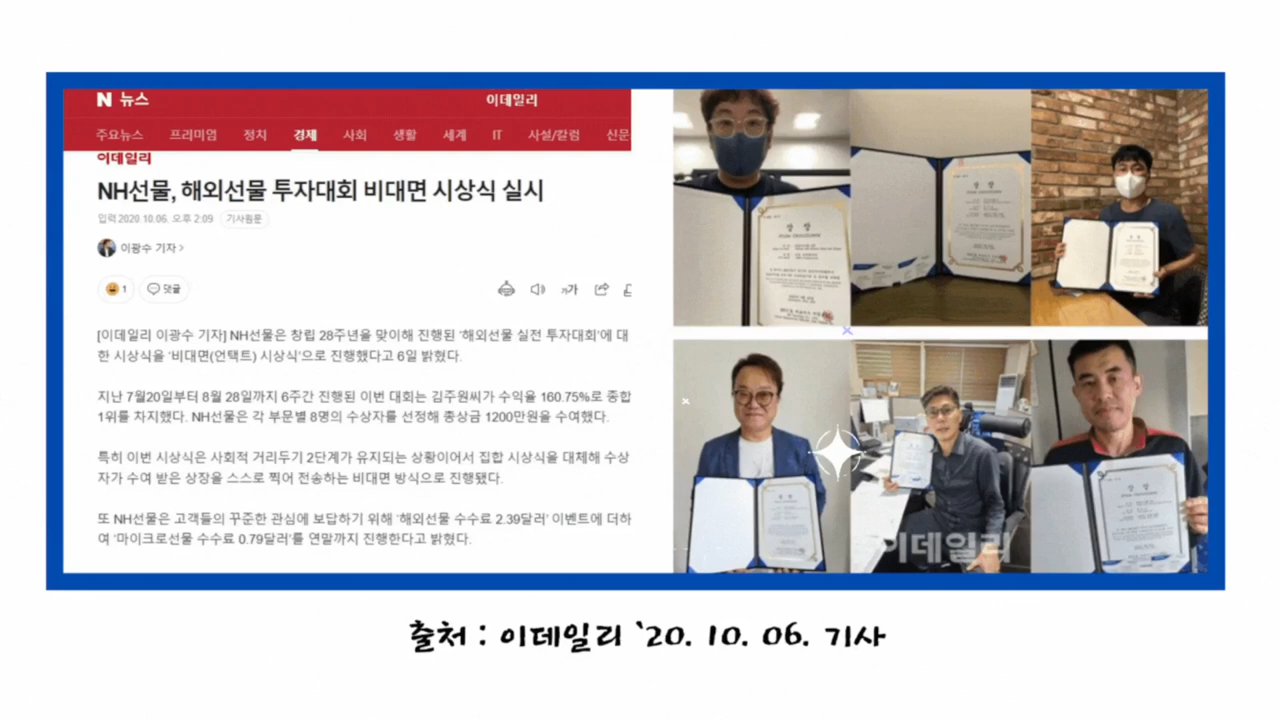 N 뉴스 이데일리
주요뉴스 프리미엄 정치 경제 사회 생활 세계 IT 사설/칼럼 신문
이데일리
NH선물, 해외선물 투자대회 비대면 시상식 실시
입력 2020.10.06. 오후 2:09 기사원문
이광수 기자
1 댓글
가가
[이데일리 이광수 기자] NH선물은 창립 28주년을 맞이해 진행된 '해외선물 실전 투자대회'에 대
한 시상식을 '비대면(언택트) 시상식'으로 진행했다고 6일 밝혔다.
지난 7월20일부터 8월 28일까지 6주간 진행된 이번 대회는 김주원씨가 수익율 160.75%로 종합
1위를 차지했다. NH선물은 각 부문별 8명의 수상자를 선정해 총상금 1200만원을 수여했다.
특히 이번 시상식은 사회적 거리두기 2단계가 유지되는 상황이어서 집합 시상식을 대체해 수상
자가 수여 받은 상장을 스스로 찍어 전송하는 비대면 방식으로 진행됐다.
또 NH선물은 고객들의 꾸준한 관심에 보답하기 위해 '해외선물 수수료 2.39달러' 이벤트에 더하
여 '마이크로선물 수수료 0.79달러'를 연말까지 진행한다고 밝혔다.
상 장
상 장
상 장
상 장
이데일리
출처 : 이데일리 '20. 10. 06. 기사